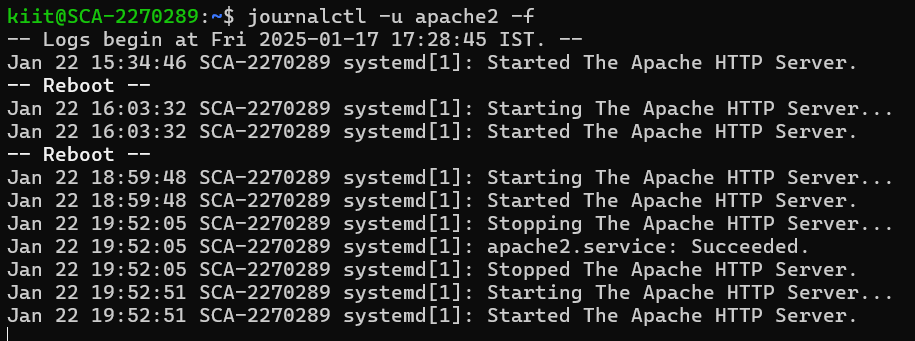 kiit@SCA-2270289:~$ journalctl -u apache2 -f
-- Logs begin at Fri 2025-01-17 17:28:45 IST. --
Jan 22 15:34:46 SCA-2270289 systemd[1]: Started The Apache HTTP Server.
-- Reboot --
Jan 22 16:03:32 SCA-2270289 systemd[1]: Starting The Apache HTTP Server...
Jan 22 16:03:32 SCA-2270289 systemd[1]: Started The Apache HTTP Server.
-- Reboot --
Jan 22 18:59:48 SCA-2270289 systemd[1]: Starting The Apache HTTP Server...
Jan 22 18:59:48 SCA-2270289 systemd[1]: Started The Apache HTTP Server.
Jan 22 19:52:05 SCA-2270289 systemd[1]: Stopping The Apache HTTP Server...
Jan 22 19:52:05 SCA-2270289 systemd[1]: apache2.service: Succeeded.
Jan 22 19:52:05 SCA-2270289 systemd[1]: Stopped The Apache HTTP Server.
Jan 22 19:52:51 SCA-2270289 systemd[1]: Starting The Apache HTTP Server...
Jan 22 19:52:51 SCA-2270289 systemd[1]: Started The Apache HTTP Server.